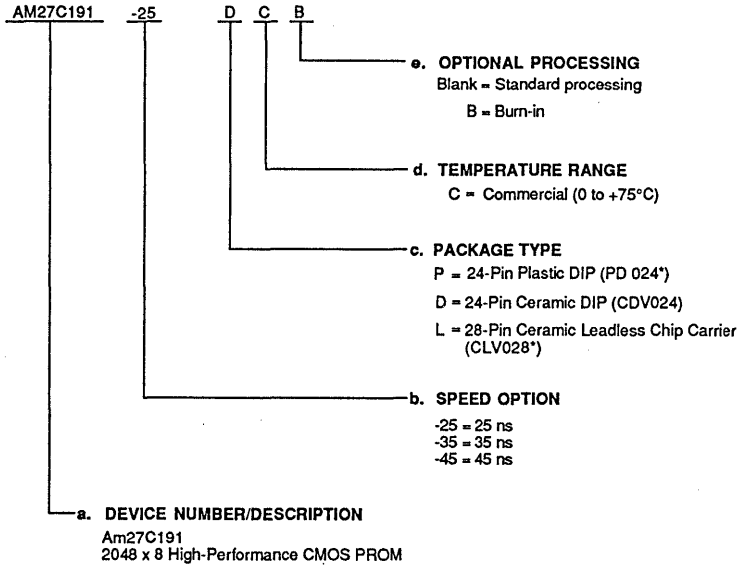 AM27C191 -25 D C B
e. OPTIONAL PROCESSING
Blank = Standard processing
B = Burn-in
d. TEMPERATURE RANGE
C = Commercial (0 to +75°C)
c. PACKAGE TYPE
P = 24-Pin Plastic DIP (PD 024*)
D = 24-Pin Ceramic DIP (CDV024)
L = 28-Pin Ceramic Leadless Chip Carrier
(CLV028*)
b. SPEED OPTION
-25 = 25 ns
-35 = 35 ns
-45 = 45 ns
a. DEVICE NUMBER/DESCRIPTION
Am27C191
2048 x 8 High-Performance CMOS PROM